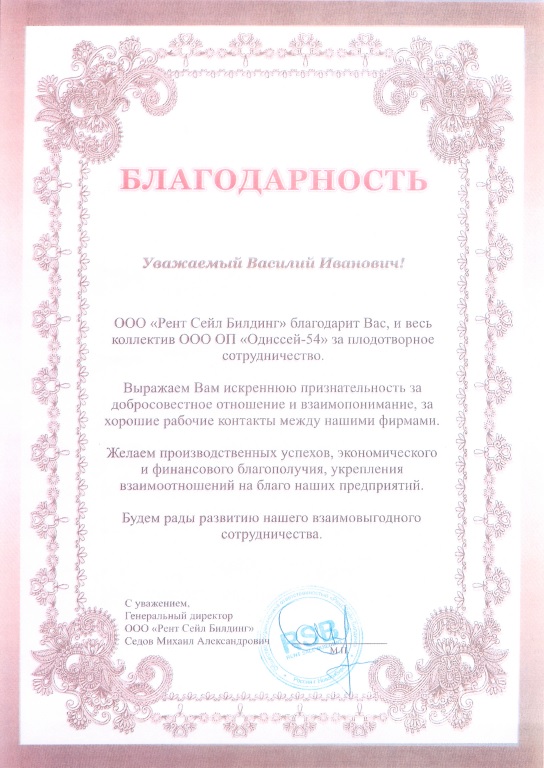 БЛАГОДАРНОСТЬ
Уважаемый Василий Иванович!
ООО «Рент Сейл Билдинг» благодарит Вас, и весь
коллектив ООО ОП «Одиссей-54» за плодотворное
сотрудничество.
Выражаем Вам искреннюю признательность за
добросовестное отношение и взаимопонимание, за
хорошие рабочие контакты между нашими фирмами.
Желаем производственных успехов, экономического
и финансового благополучия, укрепления
взаимоотношений на благо наших предприятий.
Будем рады развитию нашего взаимовыгодного
сотрудничества.
С уважением,
Генеральный директор
ООО «Рент Сейл Билдинг»
Седов Михаил Александрович
М.П.
RSB